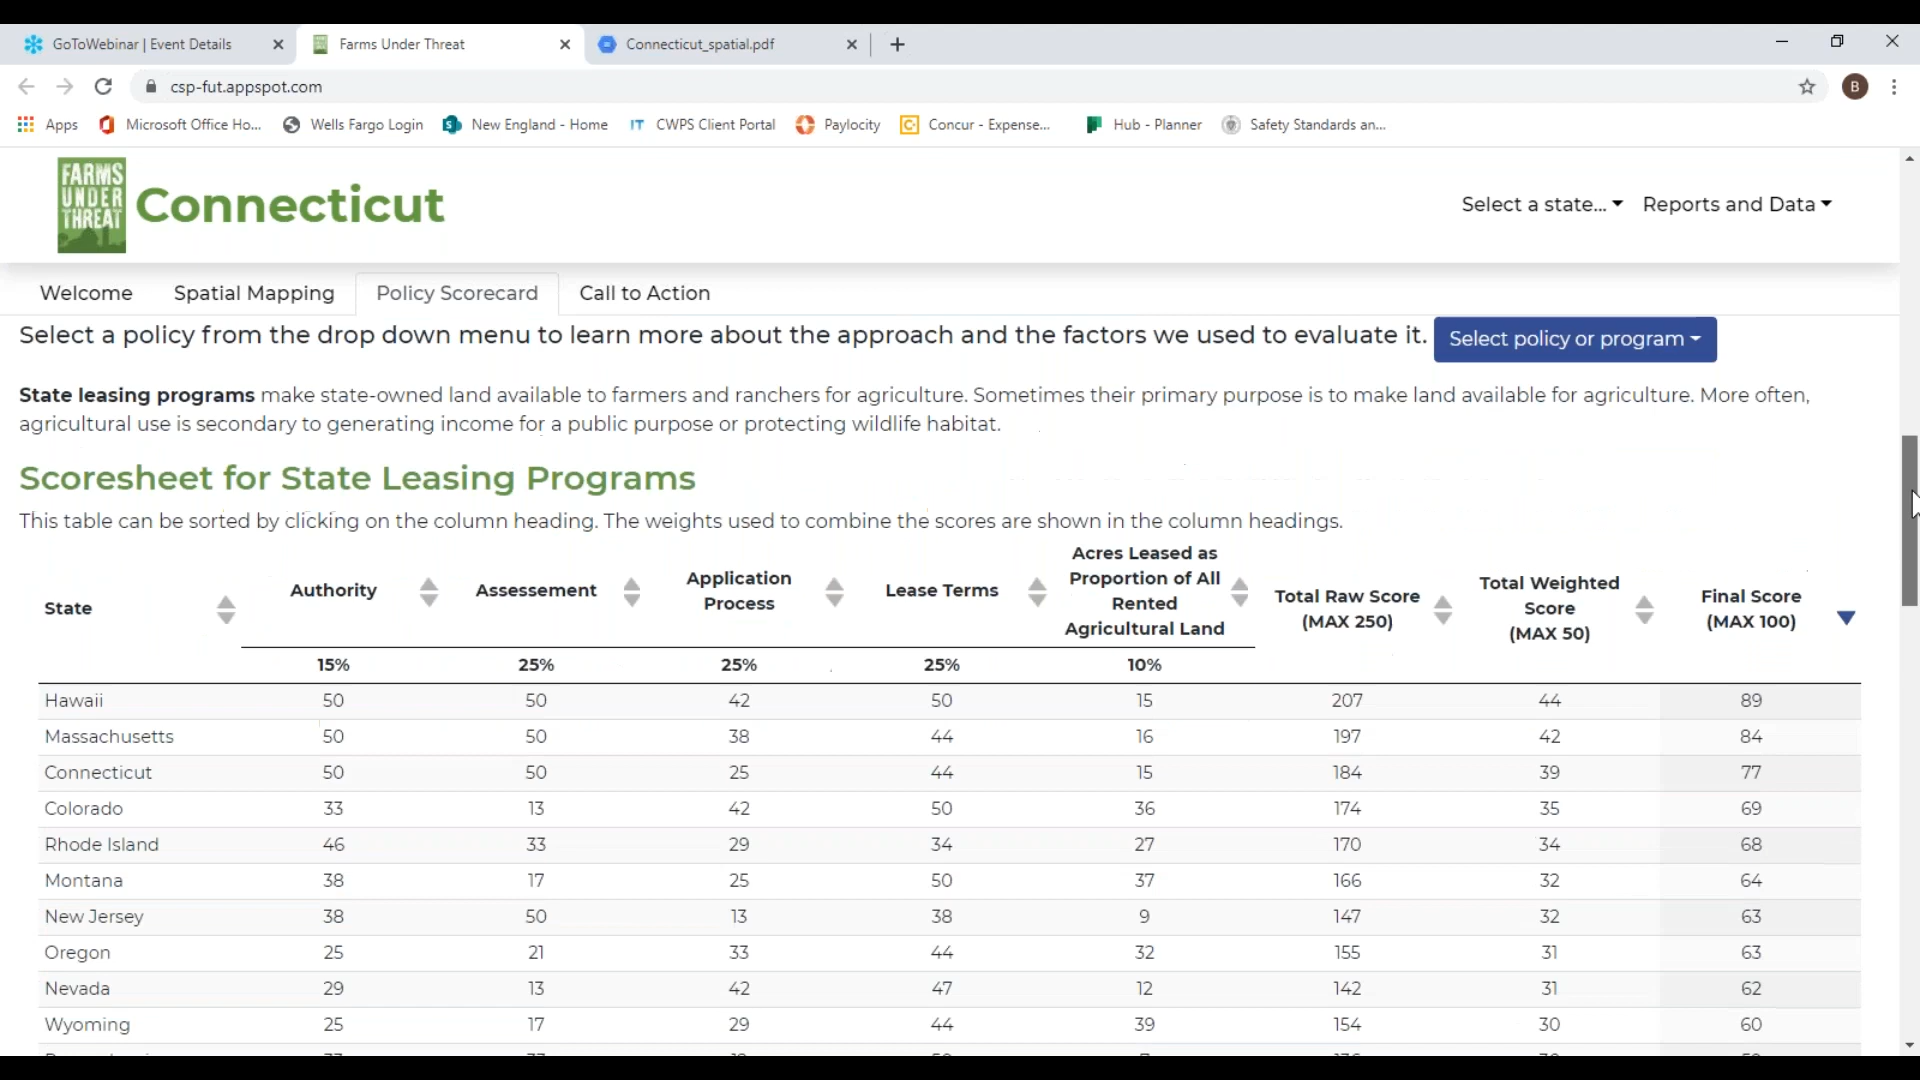 GoToWebinar | Event Details
Farms Under Threat
Connecticut_spatial.pdf
csp-fut.appspot.com
B
Apps
Microsoft Office Ho...
Wells Fargo Login
New England - Home
IT CWPS Client Portal
Paylocity
Concur - Expense...
Hub - Planner
Safety Standards an...
FARMS
UNDER
THREAT
Connecticut
Select a state...
Reports and Data
Welcome
Spatial Mapping
Policy Scorecard
Call to Action
Select a policy from the drop down menu to learn more about the approach and the factors we used to evaluate it.
Select policy or program
State leasing programs make state-owned land available to farmers and ranchers for agriculture. Sometimes their primary purpose is to make land available for agriculture. More often,
agricultural use is secondary to generating income for a public purpose or protecting wildlife habitat.
Scoresheet for State Leasing Programs
This table can be sorted by clicking on the column heading. The weights used to combine the scores are shown in the column headings.
State
Authority
Assessement
Application
Process
Lease Terms
Acres Leased as
Proportion of All
Rented
Agricultural Land
Total Raw Score
(MAX 250)
Total Weighted
Score
(MAX 50)
Final Score
(MAX 100)
15% 25% 25% 25% 10%
Hawaii 50 50 42 50 15 207 44 89
Massachusetts 50 50 38 44 16 197 42 84
Connecticut 50 50 25 44 15 184 39 77
Colorado 33 13 42 50 36 174 35 69
Rhode Island 46 33 29 34 27 170 34 68
Montana 38 17 25 50 37 166 32 64
New Jersey 38 50 13 38 9 147 32 63
Oregon 25 21 33 44 32 155 31 63
Nevada 29 13 42 47 12 142 31 62
Wyoming 25 17 29 44 39 154 30 60